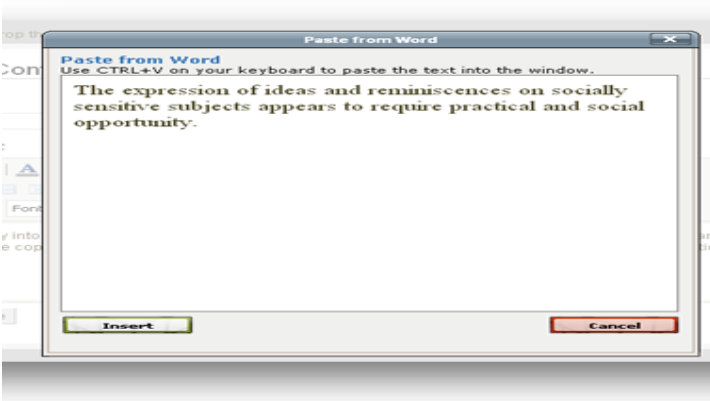 Paste from Word
Paste from Word
Use CTRL+V on your keyboard to paste the text into the window.
The expression of ideas and reminiscences on socially
sensitive subjects appears to require practical and social
opportunity.
A
Font
Insert
Cancel